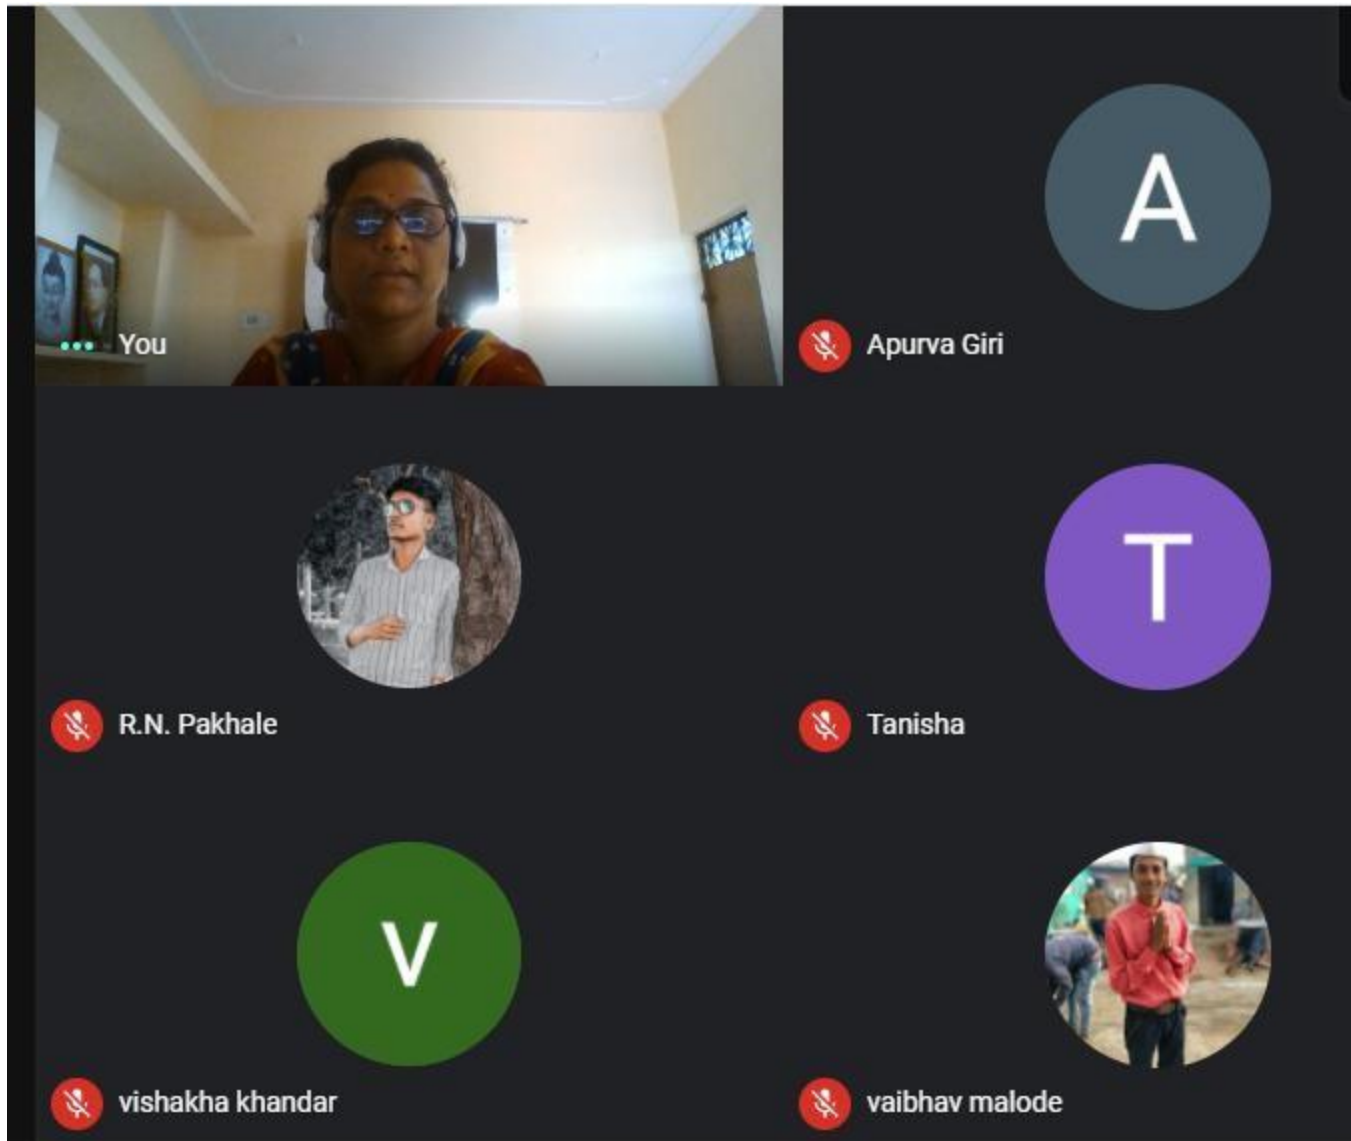 A
You
Apurva Giri
T
R.N. Pakhale
Tanisha
V
vishakha khandar
vaibhav malode